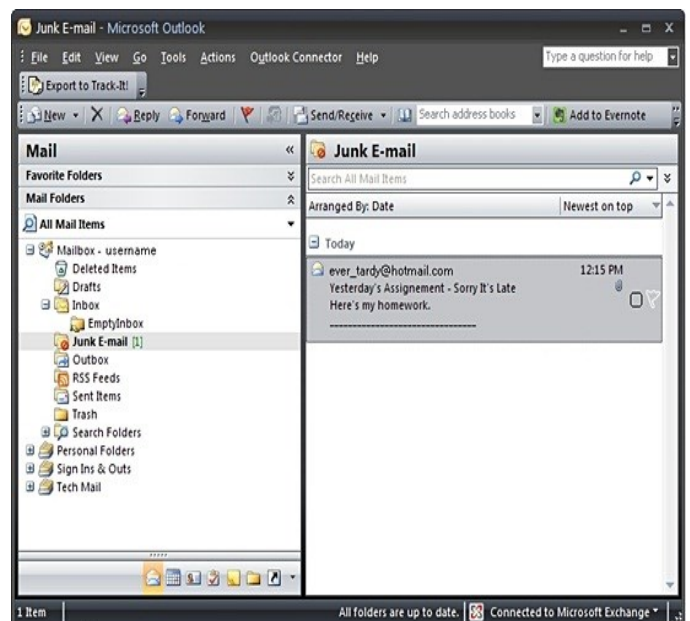 Junk E-mail - Microsoft Outlook
File Edit View Go Tools Actions Outlook Connector Help
Type a question for help
Export to Track-It!
New Reply Forward Send/Receive Search address books Add to Evernote
Mail
Favorite Folders
Mail Folders
All Mail Items
Mailbox - username
Deleted Items
Drafts
Inbox
EmptyInbox
Junk E-mail [1]
Outbox
RSS Feeds
Sent Items
Trash
Search Folders
Personal Folders
Sign Ins & Outs
Tech Mail
Junk E-mail
Search All Mail Items
Arranged By: Date Newest on top
Today
ever_tardy@hotmail.com 12:15 PM
Yesterday's Assignement - Sorry It's Late
Here's my homework.
1 Item All folders are up to date. Connected to Microsoft Exchange